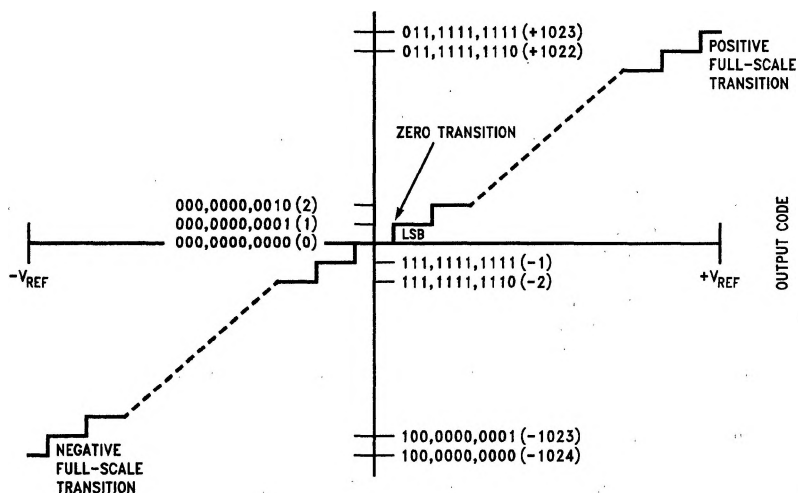 011,1111,1111 (+1023)
011,1111,1110 (+1022)
POSITIVE
FULL-SCALE
TRANSITION
ZERO TRANSITION
000,0000,0010 (2)
000,0000,0001 (1)
000,0000,0000 (0)
LSB
-VREF
111,1111,1111 (-1)
111,1111,1110 (-2)
+VREF
OUTPUT CODE
100,0000,0001 (-1023)
100,0000,0000 (-1024)
NEGATIVE
FULL-SCALE
TRANSITION